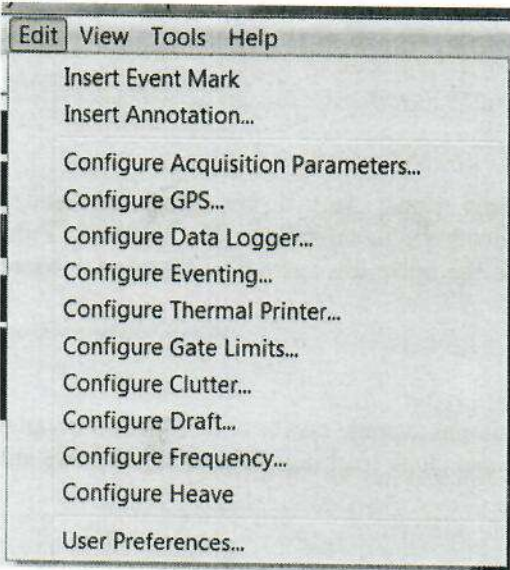 Edit View Tools Help
Insert Event Mark
Insert Annotation...
Configure Acquisition Parameters...
Configure GPS...
Configure Data Logger...
Configure Eventing...
Configure Thermal Printer...
Configure Gate Limits...
Configure Clutter...
Configure Draft...
Configure Frequency...
Configure Heave
User Preferences...